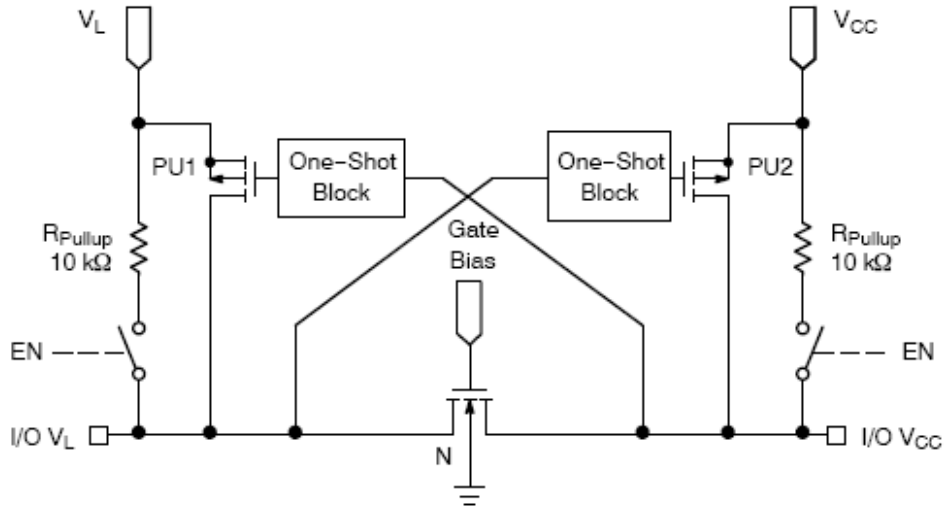 VL
VCC
PU1
One-Shot
Block
One-Shot
Block
PU2
RPullup
10 kΩ
Gate
Bias
RPullup
10 kΩ
EN
EN
I/O VL
N
I/O VCC